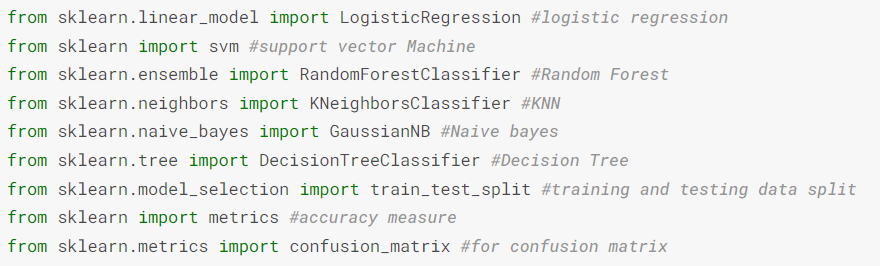 from sklearn.linear_model import LogisticRegression #logistic regression
from sklearn import svm #support vector Machine
from sklearn.ensemble import RandomForestClassifier #Random Forest
from sklearn.neighbors import KNeighborsClassifier #KNN
from sklearn.naive_bayes import GaussianNB #Naive bayes
from sklearn.tree import DecisionTreeClassifier #Decision Tree
from sklearn.model_selection import train_test_split #training and testing data split
from sklearn import metrics #accuracy measure
from sklearn.metrics import confusion_matrix #for confusion matrix